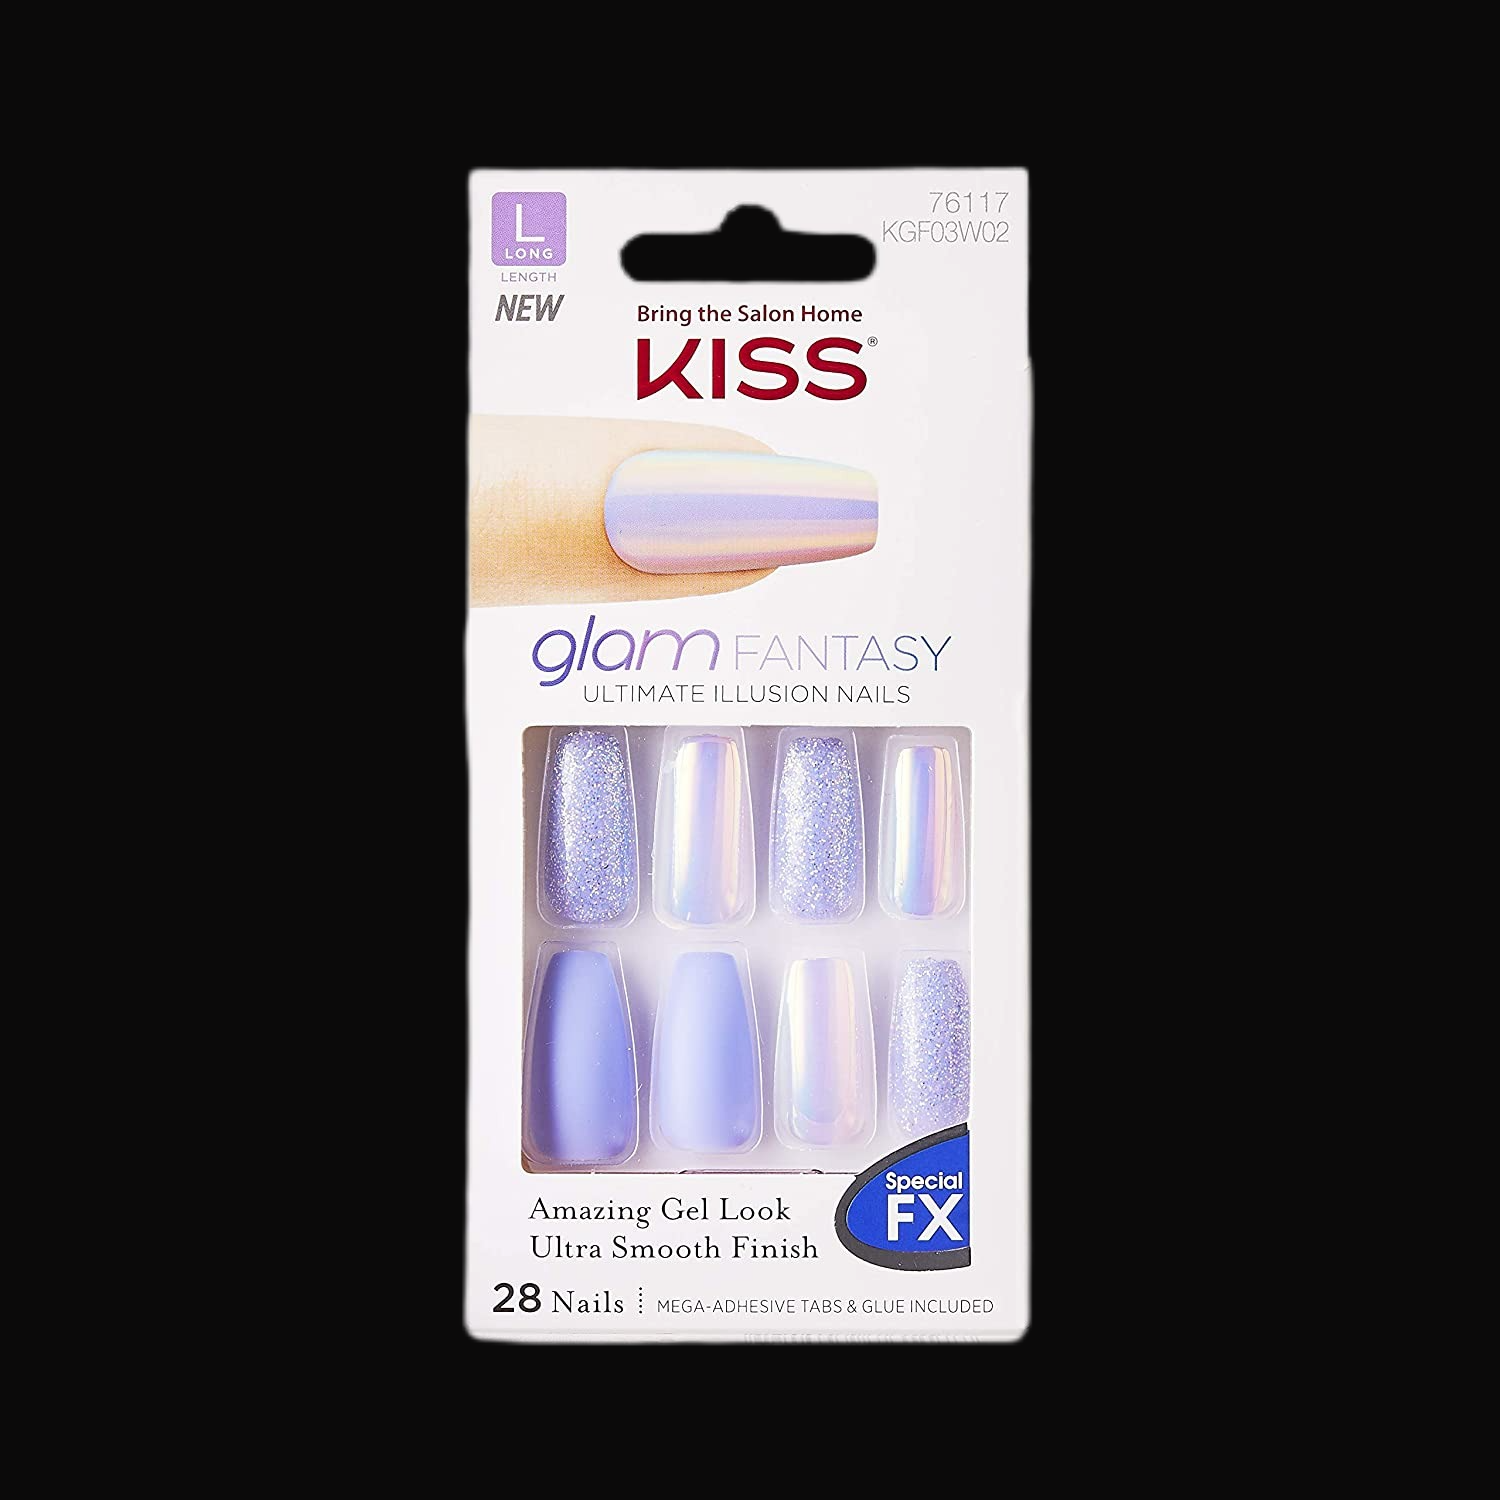 L
LONG
LENGTH
NEW
76117
KGF03W02
Bring the Salon Home
KISS®
glam FANTASY
ULTIMATE ILLUSION NAILS
Special
FX
Amazing Gel Look
Ultra Smooth Finish
28 Nails
MEGA-ADHESIVE TABS & GLUE INCLUDED